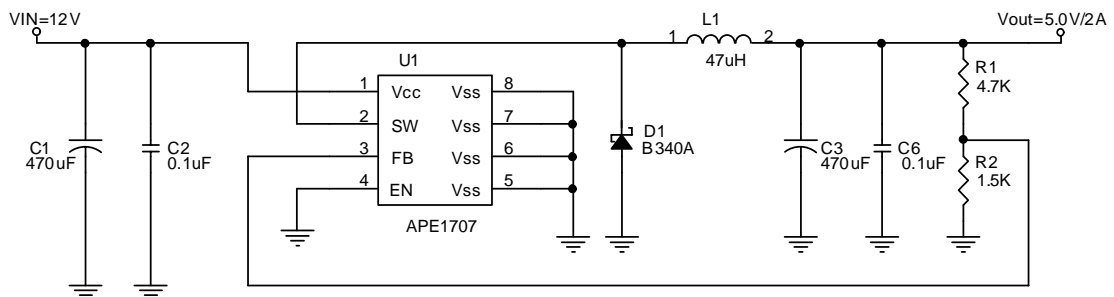 VIN=12V
Vout=5.0V/2A
L1
1
2
47uH
U1
1
Vcc
Vss
8
2
SW
Vss
7
3
FB
Vss
6
4
EN
Vss
5
APE1707
C1
470uF
C2
0.1uF
D1
B340A
C3
470uF
C6
0.1uF
R1
4.7K
R2
1.5K